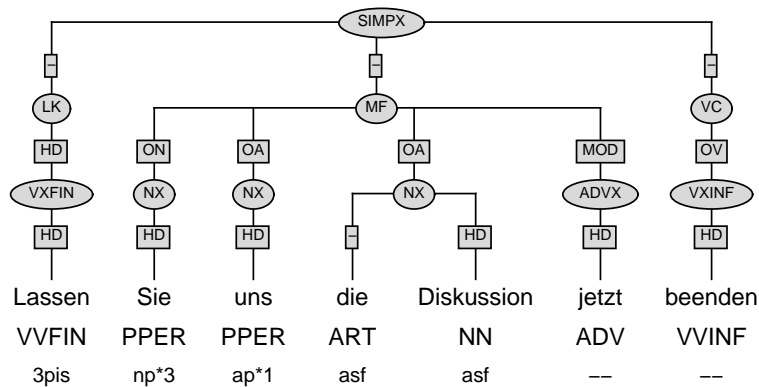 SIMPX
– – –
LK MF VC
HD ON OA OA MOD OV
VXFIN NX NX NX ADVX VXINF
HD HD HD – HD HD HD
Lassen Sie uns die Diskussion jetzt beenden
VVFIN PPER PPER ART NN ADV VVINF
3pis np*3 ap*1 asf asf –– ––